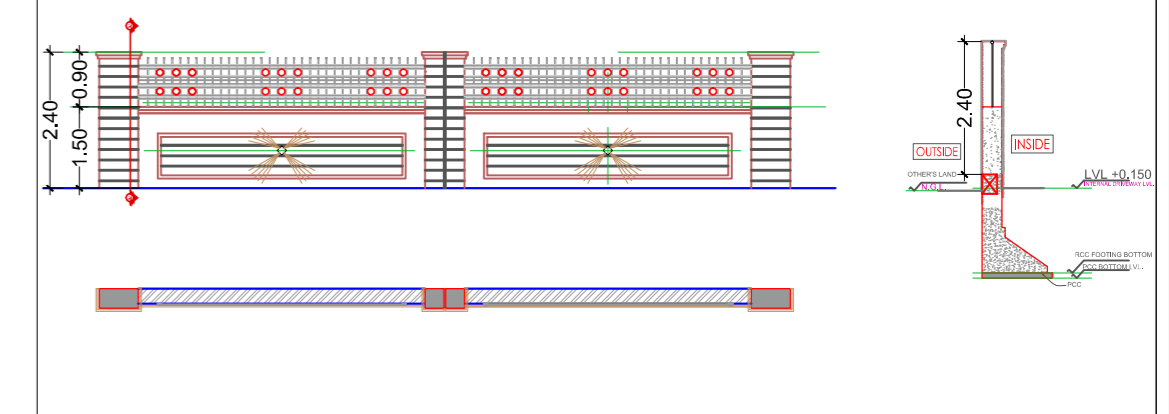 2.40
0.90
1.50
2.40
OUTSIDE
INSIDE
OTHER'S LAND
N.G.L.
LVL +0.150
INTERNAL DRIVEWAY LVL.
RCC FOOTING BOTTOM
PCC BOTTOM LVL.
PCC